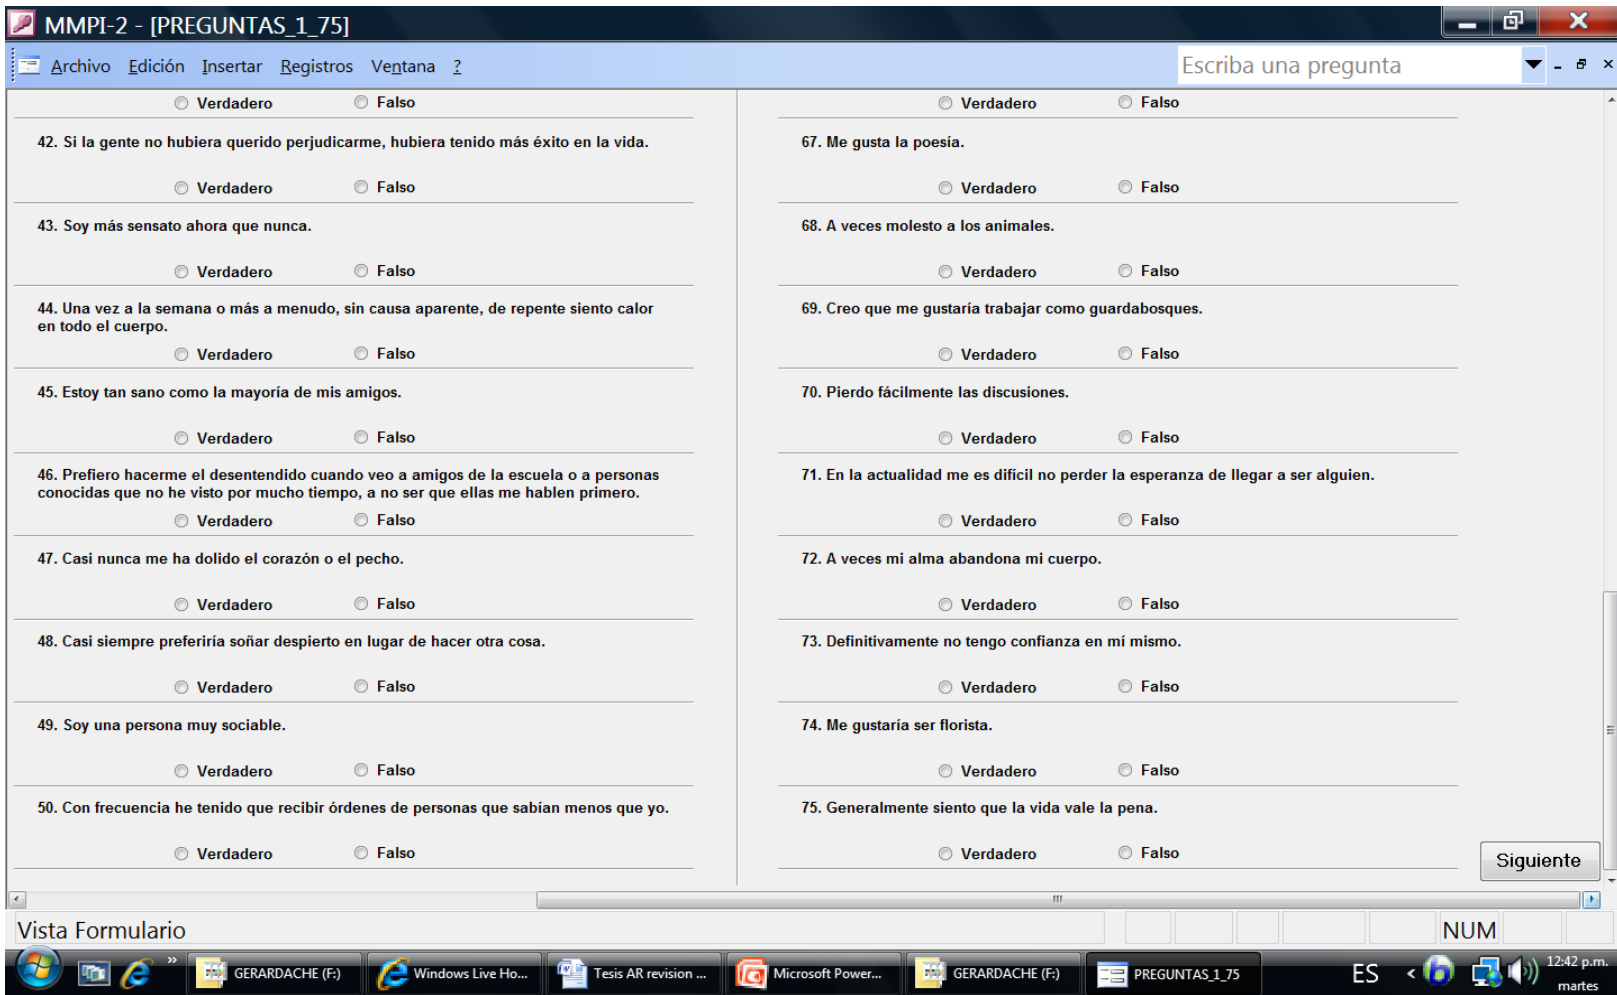 MMPI-2 - [PREGUNTAS_1_75]
Archivo Edición Insertar Registros Ventana ?
Escriba una pregunta
Verdadero Falso
42. Si la gente no hubiera querido perjudicarme, hubiera tenido más éxito en la vida.
Verdadero Falso
43. Soy más sensato ahora que nunca.
Verdadero Falso
44. Una vez a la semana o más a menudo, sin causa aparente, de repente siento calor
en todo el cuerpo.
Verdadero Falso
45. Estoy tan sano como la mayoría de mis amigos.
Verdadero Falso
46. Prefiero hacerme el desentendido cuando veo a amigos de la escuela o a personas
conocidas que no he visto por mucho tiempo, a no ser que ellas me hablen primero.
Verdadero Falso
47. Casi nunca me ha dolido el corazón o el pecho.
Verdadero Falso
48. Casi siempre preferiría soñar despierto en lugar de hacer otra cosa.
Verdadero Falso
49. Soy una persona muy sociable.
Verdadero Falso
50. Con frecuencia he tenido que recibir órdenes de personas que sabían menos que yo.
Verdadero Falso
Verdadero Falso
67. Me gusta la poesía.
Verdadero Falso
68. A veces molesto a los animales.
Verdadero Falso
69. Creo que me gustaría trabajar como guardabosques.
Verdadero Falso
70. Pierdo fácilmente las discusiones.
Verdadero Falso
71. En la actualidad me es difícil no perder la esperanza de llegar a ser alguien.
Verdadero Falso
72. A veces mi alma abandona mi cuerpo.
Verdadero Falso
73. Definitivamente no tengo confianza en mí mismo.
Verdadero Falso
74. Me gustaría ser florista.
Verdadero Falso
75. Generalmente siento que la vida vale la pena.
Verdadero Falso
Siguiente
Vista Formulario
NUM
GERARDACHE (F:)
Windows Live Ho...
Tesis AR revision ...
Microsoft Power...
GERARDACHE (F:)
PREGUNTAS_1_75
ES
12:42 p.m.
martes